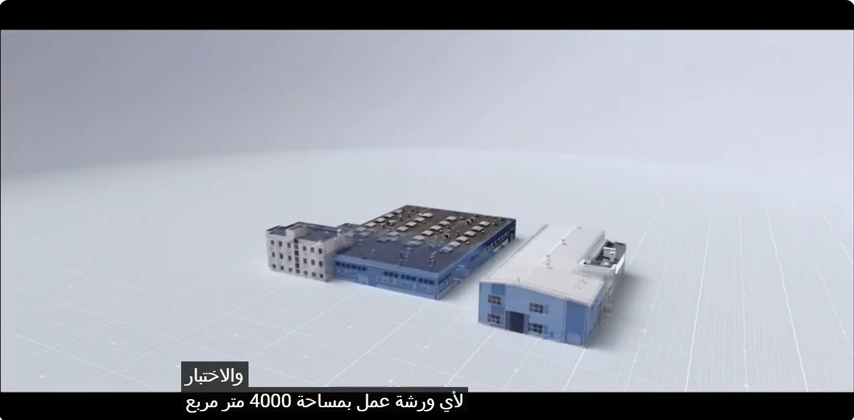 والاختبار
لأي ورشة عمل بمساحة 4000 متر مربع